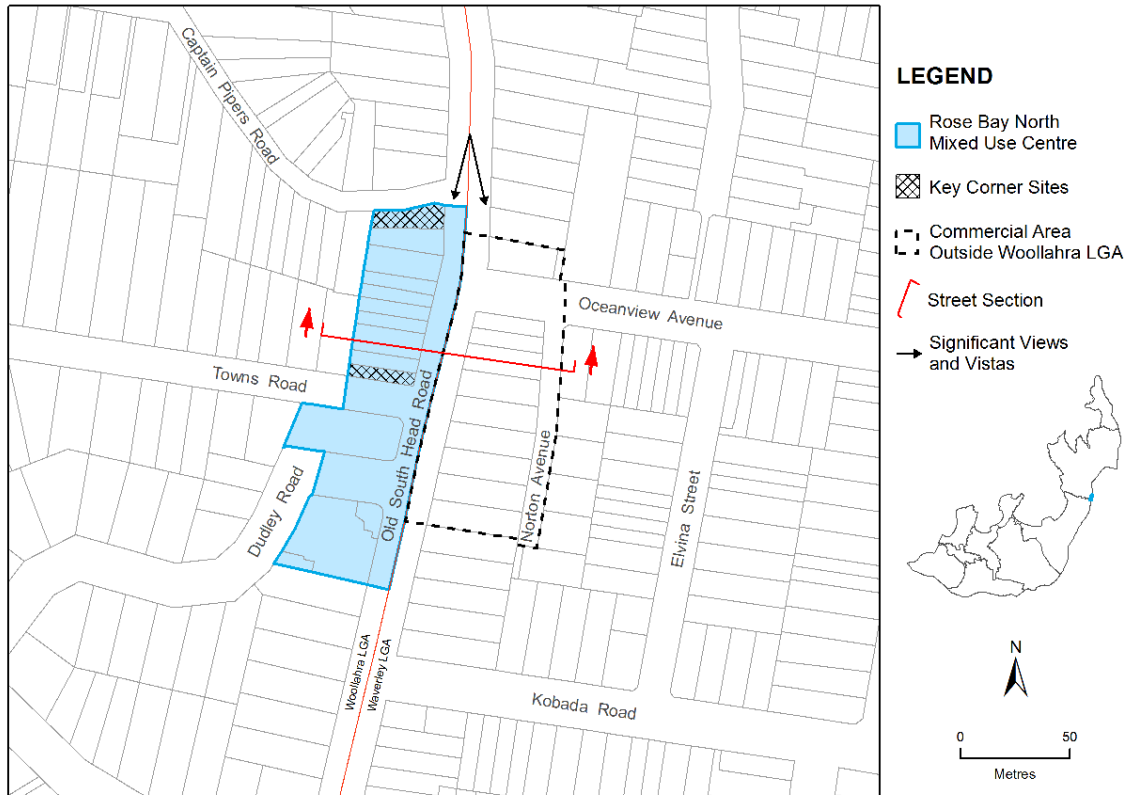 Captain Pipers Road
Oceanview Avenue
Towns Road
Old South Head Road
Norton Avenue
Dudley Road
Elvina Street
Woollahra LGA
Waverley LGA
Kobada Road
LEGEND
Rose Bay North
Mixed Use Centre
Key Corner Sites
Commercial Area
Outside Woollahra LGA
Street Section
Significant Views
and Vistas
N
0 50
Metres